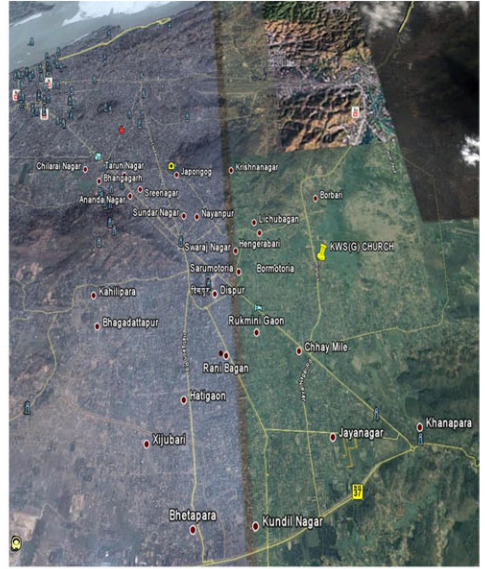 Chilarai Nagar
Tarun Nagar
Bhangagarh
Japorigog
Krishnanagar
Sreenagar
Ananda Nagar
Borbari
Sundar Nagar
Nayanpur
Lichubagan
Hengerabari
Swaraj Nagar
KWS(G) CHURCH
Sarumotoria
Bormotoria
दिसपुर
Dispur
Kahilipara
Bhagadattapur
Rukmini Gaon
Chhay Mile
Rani Bagan
Hatigaon
Jayanagar
Khanapara
Xijubari
37
Bhetapara
Kundil Nagar